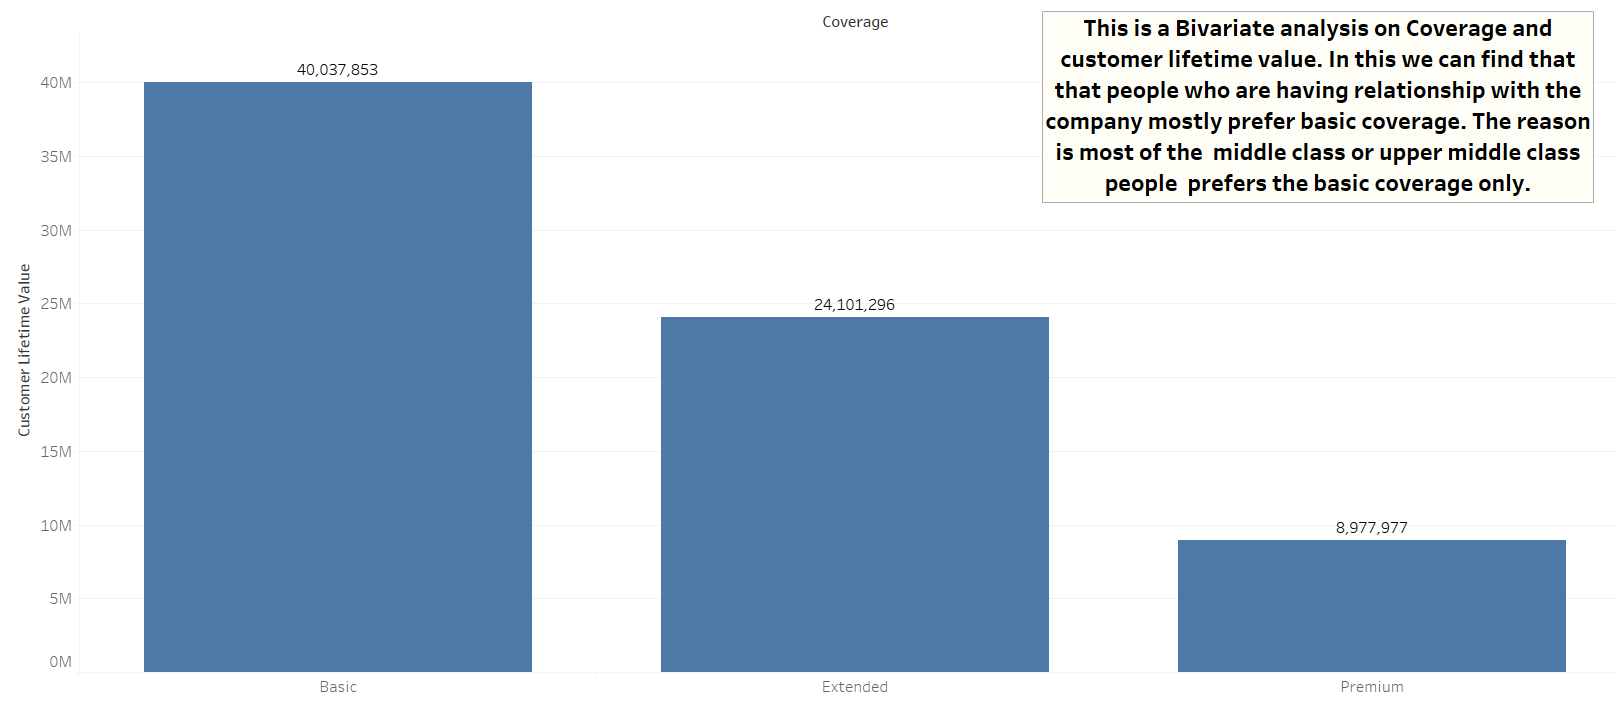 Coverage
This is a Bivariate analysis on Coverage and
customer lifetime value. In this we can find that
that people who are having relationship with the
company mostly prefer basic coverage. The reason
is most of the  middle class or upper middle class
people  prefers the basic coverage only.
40,037,853
24,101,296
8,977,977
Customer Lifetime Value
40M
35M
30M
25M
20M
15M
10M
5M
0M
Basic
Extended
Premium